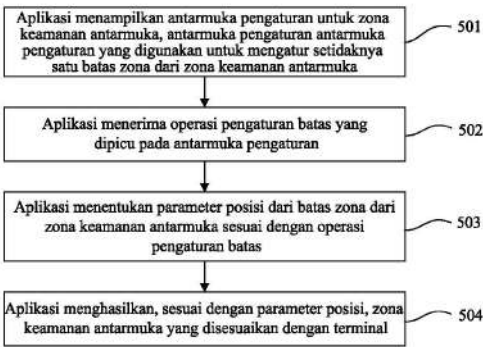 Aplikasi menampilkan antarmuka pengaturan untuk zona
keamanan antarmuka, antarmuka pengaturan antarmuka
pengaturan yang digunakan untuk mengatur setidaknya
satu batas zona dari zona keamanan antarmuka
501
Aplikasi menerima operasi pengaturan batas yang
dipicu pada antarmuka pengaturan
502
Aplikasi menentukan parameter posisi dari batas zona dari
zona keamanan antarmuka sesuai dengan operasi
pengaturan batas
503
Aplikasi menghasilkan, sesuai dengan parameter posisi, zona
keamanan antarmuka yang disesuaikan dengan terminal
504